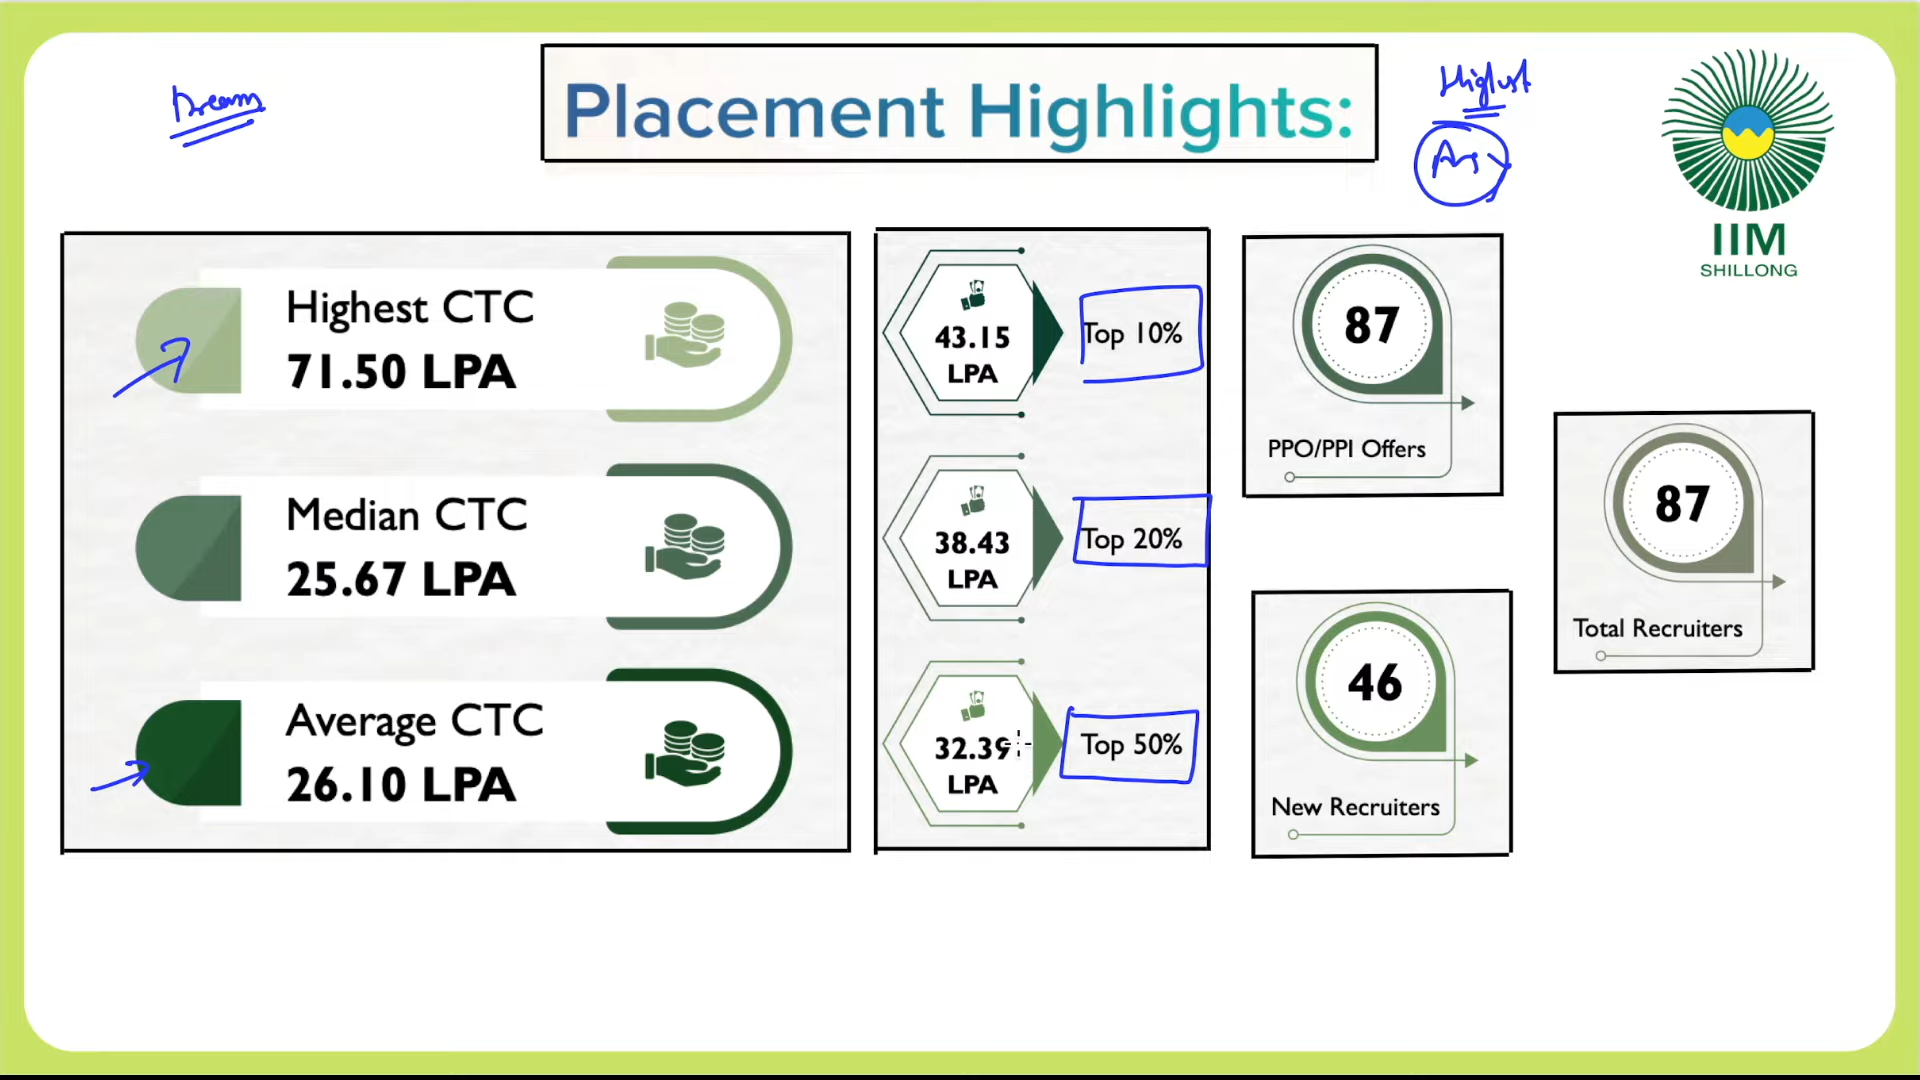 Dream
Placement Highlights:
Highest
IIM
SHILLONG
Highest CTC
71.50 LPA
Median CTC
25.67 LPA
Average CTC
26.10 LPA
43.15
LPA
Top 10%
38.43
LPA
Top 20%
32.39
LPA
Top 50%
87
PPO/PPI Offers
46
New Recruiters
87
Total Recruiters